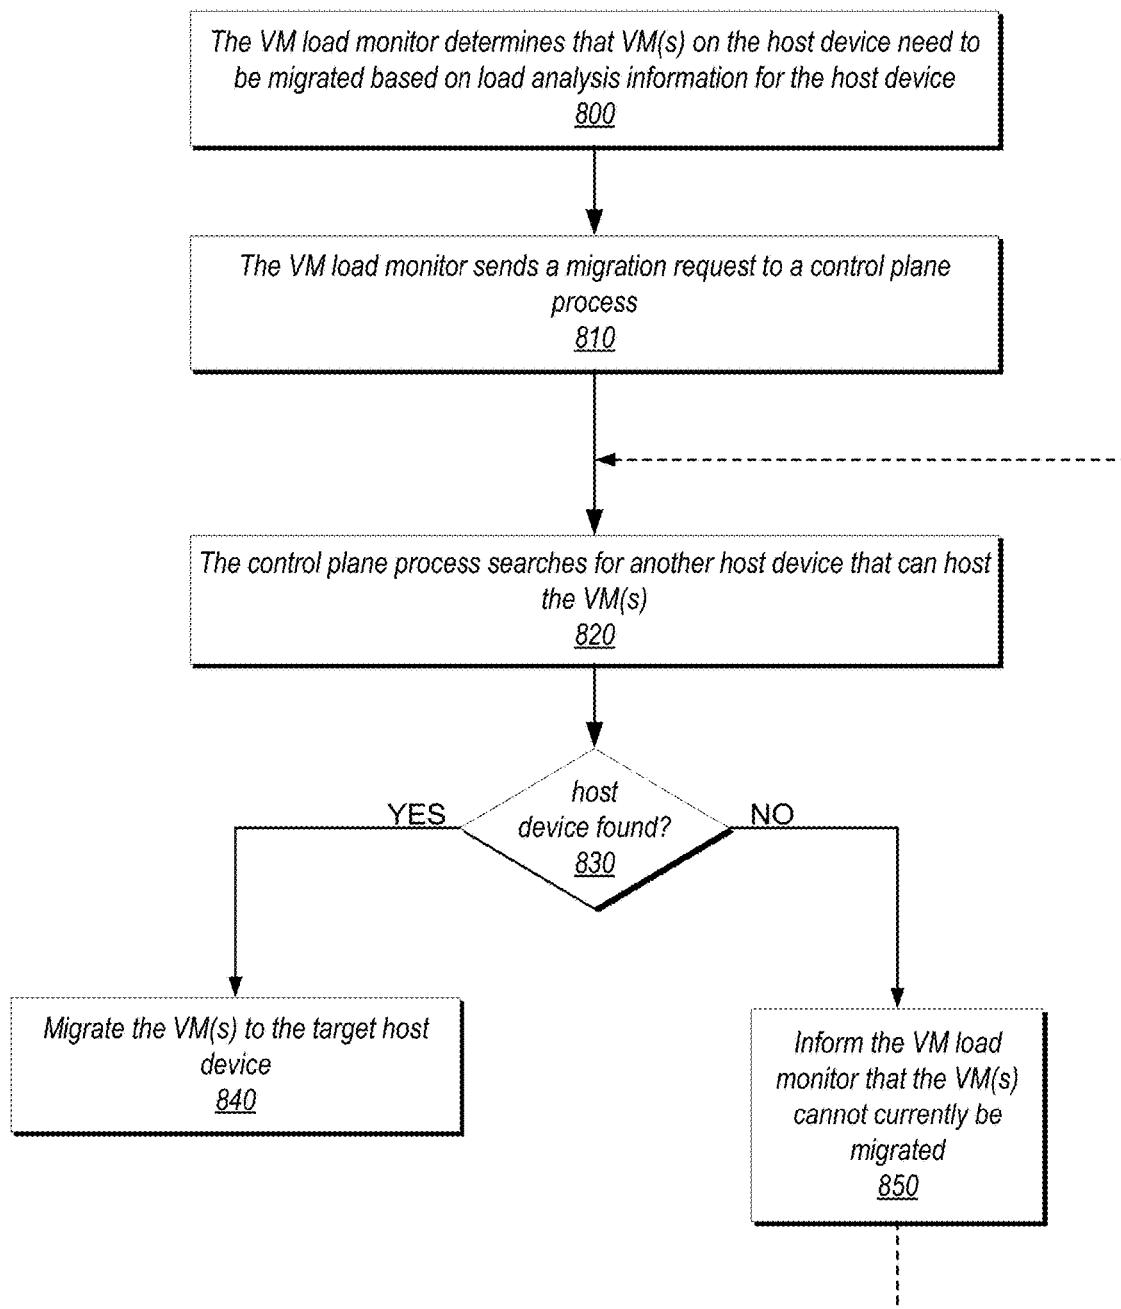 The VM load monitor determines that VM(s) on the host device need to
be migrated based on load analysis information for the host device
800
The VM load monitor sends a migration request to a control plane
process
810
The control plane process searches for another host device that can host
the VM(s)
820
host
device found?
830
YES
NO
Migrate the VM(s) to the target host
device
840
Inform the VM load
monitor that the VM(s)
cannot currently be
migrated
850